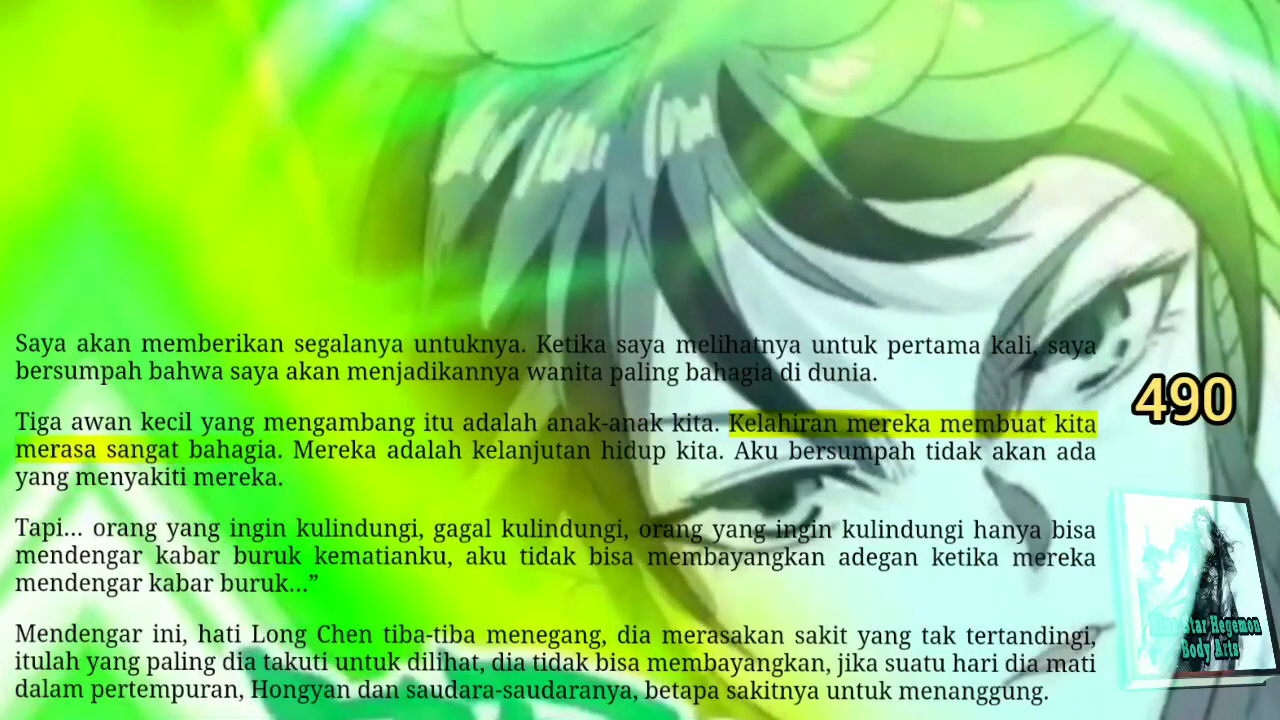 Saya akan memberikan segalanya untuknya. Ketika saya melihatnya untuk pertama kali, saya
bersumpah bahwa saya akan menjadikannya wanita paling bahagia di dunia.
Tiga awan kecil yang mengambang itu adalah anak-anak kita. Kelahiran mereka membuat kita
merasa sangat bahagia. Mereka adalah kelanjutan hidup kita. Aku bersumpah tidak akan ada
yang menyakiti mereka.
Tapi… orang yang ingin kulindungi, gagal kulindungi, orang yang ingin kulindungi hanya bisa
mendengar kabar buruk kematianku, aku tidak bisa membayangkan adegan ketika mereka
mendengar kabar buruk…”
Mendengar ini, hati Long Chen tiba-tiba menegang, dia merasakan sakit yang tak tertandingi,
itulah yang paling dia takuti untuk dilihat, dia tidak bisa membayangkan, jika suatu hari dia mati
dalam pertempuran, Hongyan dan saudara-saudaranya, betapa sakitnya untuk menanggung.
490
Star Hegemon
Body Arts